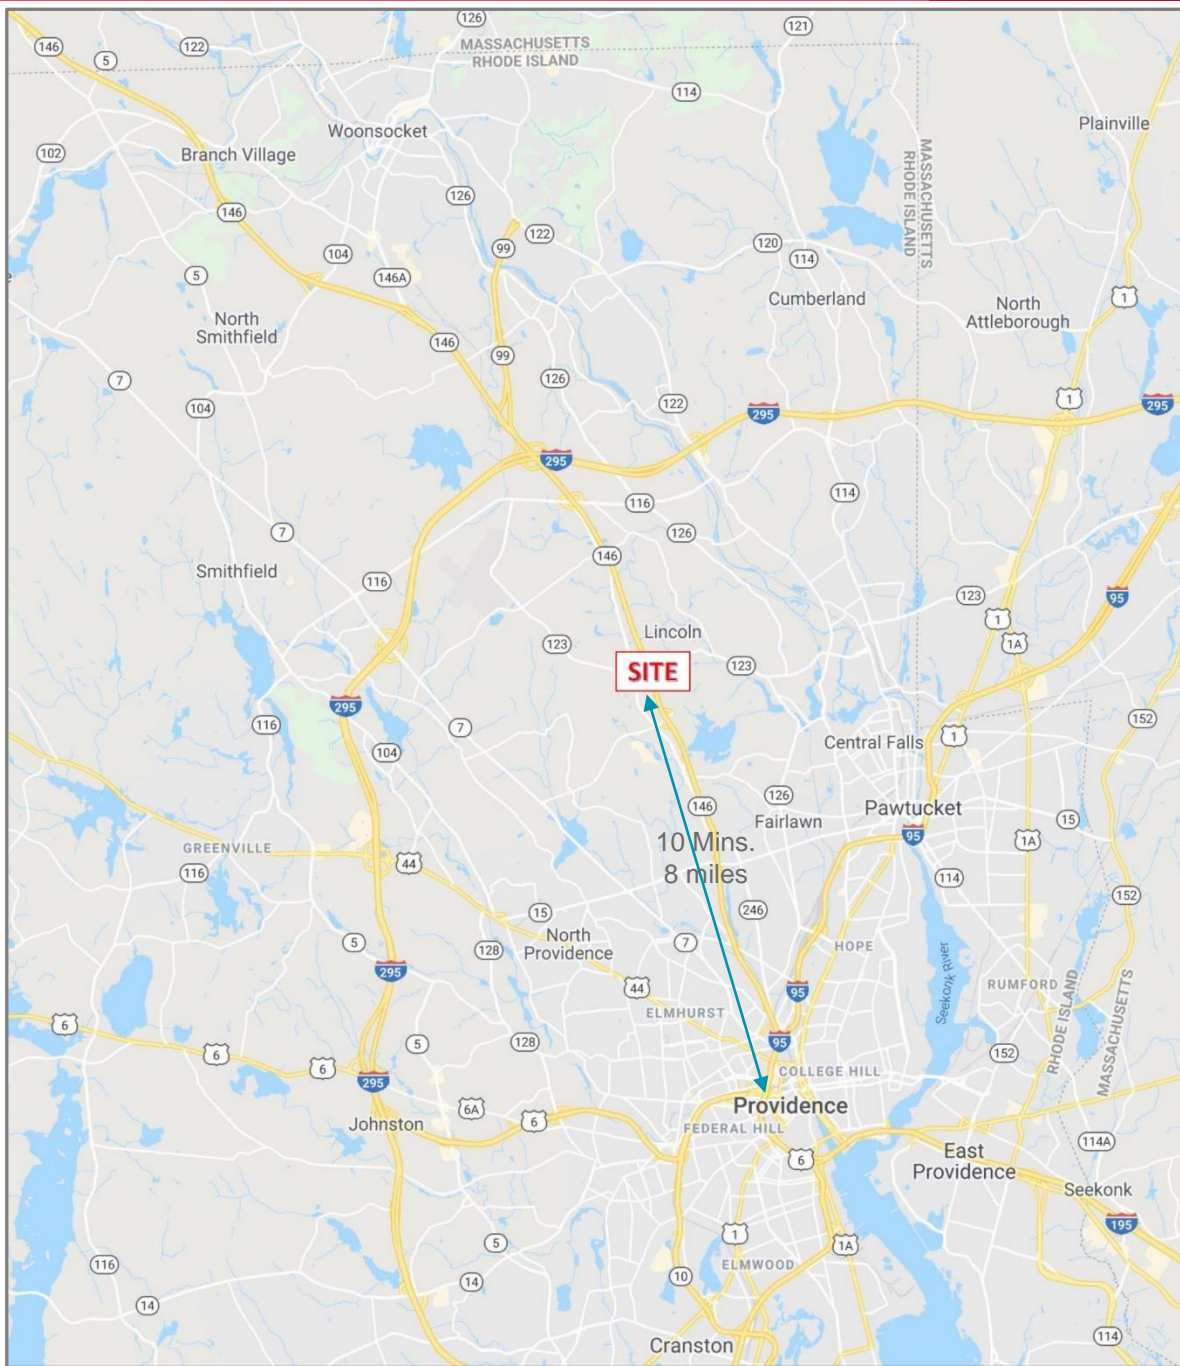 126
121
146
122
5
MASSACHUSETTS
RHODE ISLAND
114
Plainville
Woonsocket
102
Branch Village
MASSACHUSETTS
RHODE ISLAND
126
146
122
120
99
104
114
5
146A
Cumberland
1
North
Attleborough
North
Smithfield
146
99
7
126
1
104
122
295
295
295
114
116
7
126
146
Smithfield
116
123
95
1
Lincoln
1A
123
123
SITE
295
116
7
152
1
Central Falls
104
126
146
Pawtucket
Fairlawn
15
95
1A
10 Mins.
8 miles
GREENVILLE
44
116
114
152
15
246
5
North
Providence
7
HOPE
128
Seekonk River
295
44
95
RUMFORD
ELMHURST
RHODE ISLAND
MASSACHUSETTS
6
6
5
128
95
152
6
COLLEGE HILL
295
6A
Providence
Johnston
6
FEDERAL HILL
114A
6
East
Providence
Seekonk
195
5
1
1A
116
ELMWOOD
14
10
14
114
Cranston